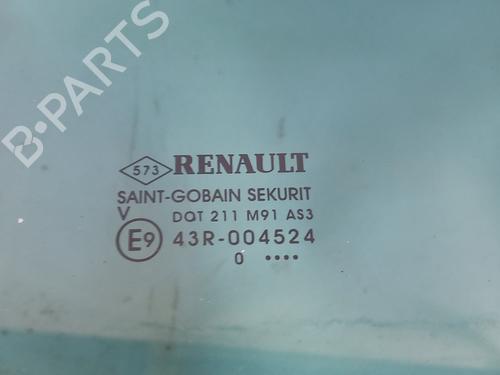 B-PARTS
573 RENAULT
SAINT-GOBAIN SEKURIT
V DOT 211 M91 AS3
E9 43R-004524
0 ••••